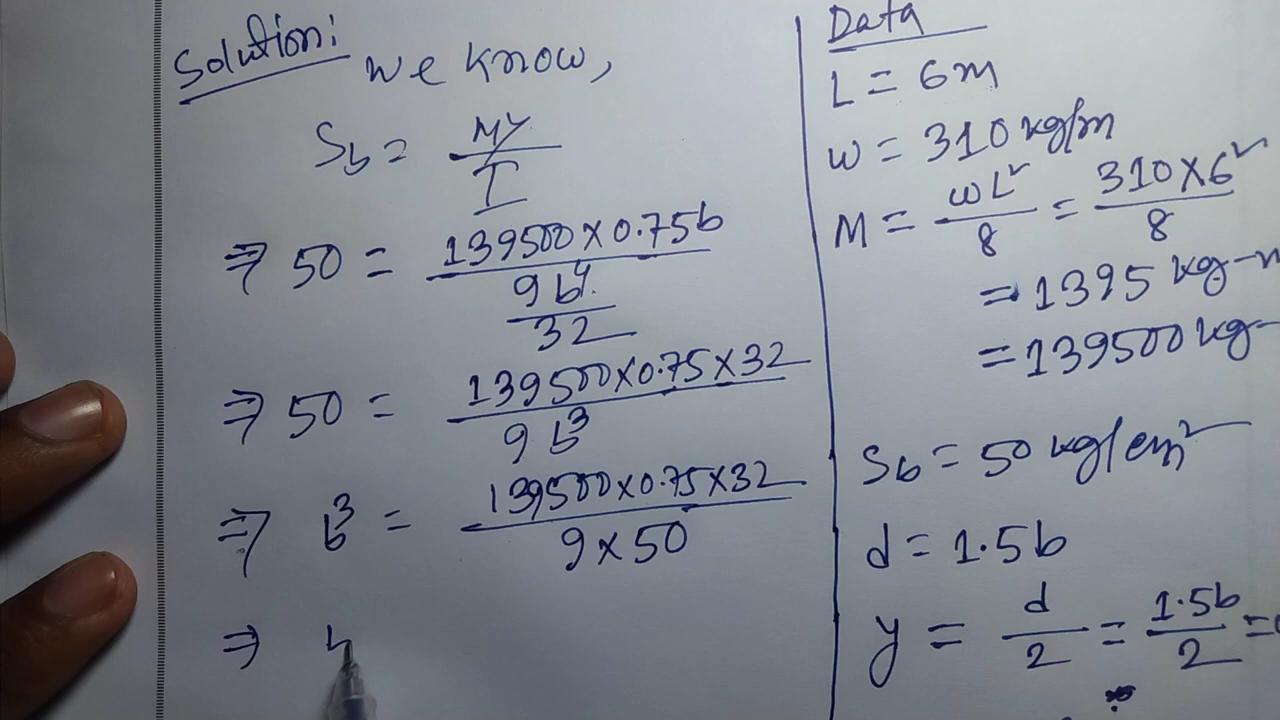 Solution: we know,
Sb = My/I
⇒ 50 = 139500×0.75b / (9b⁴/32)
⇒ 50 = 139500×0.75×32 / 9b³
⇒ b³ = 139500×0.75×32 / 9×50
⇒ b
Data
L = 6m
w = 310 kg/m
M = wL²/8 = 310×6²/8
= 1395 kg-m
= 139500 kg-
Sb = 50 kg/cm²
d = 1.5b
y = d/2 = 1.5b/2 =